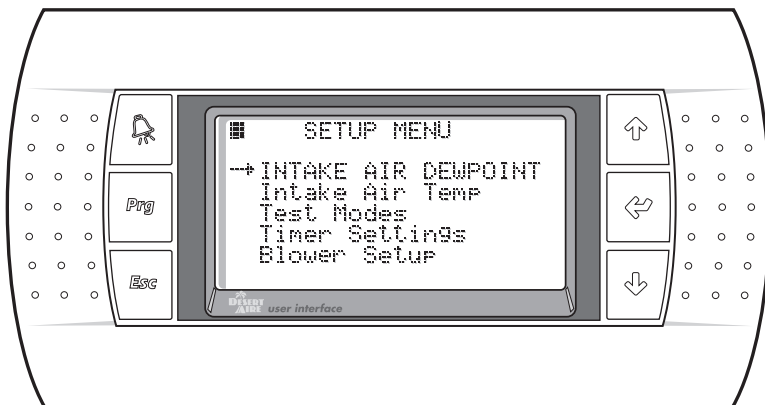 SETUP MENU
INTAKE AIR DEWPOINT
Intake Air Temp
Test Modes
Timer Settings
Blower Setup
Prg
Esc
DESERT AIRE user interface